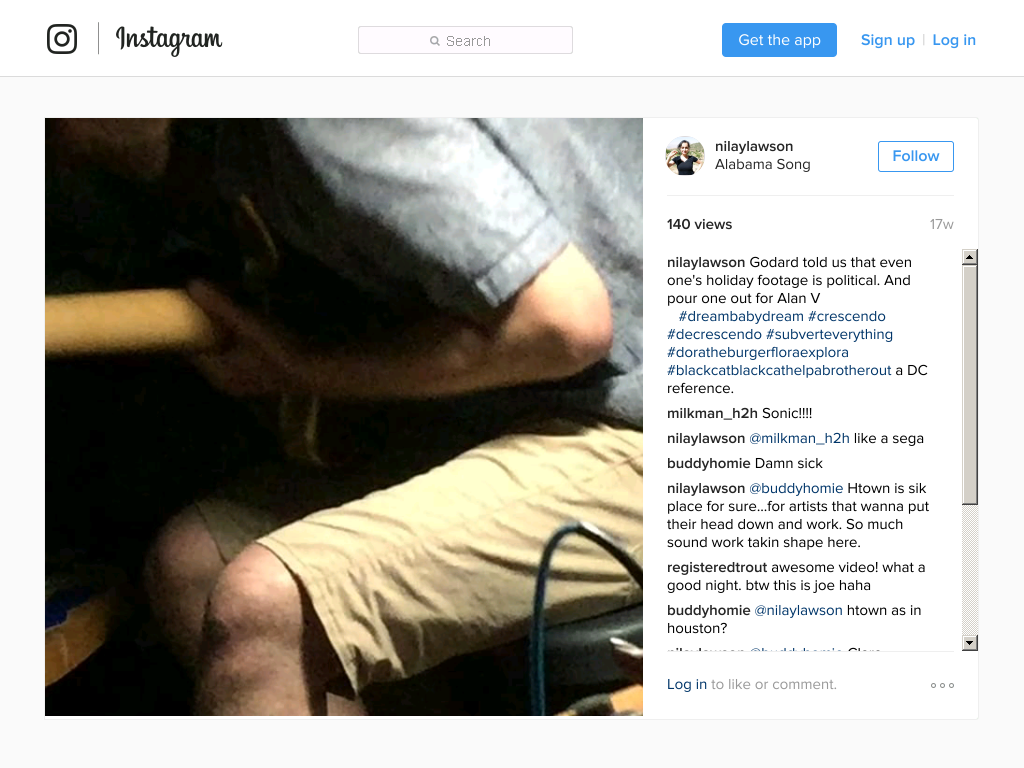 Instagram
Search
Get the app
Sign up | Log in
nilaylawson
Alabama Song
Follow
140 views
17w
nilaylawson Godard told us that even
one's holiday footage is political. And
pour one out for Alan V
#dreambabydream #crescendo
#decrescendo #subverteverything
#doratheburgerfloraexplora
#blackcatblackcathelpabrotherout a DC
reference.
milkman_h2h Sonic!!!!
nilaylawson @milkman_h2h like a sega
buddyhomie Damn sick
nilaylawson @buddyhomie Htown is sik
place for sure...for artists that wanna put
their head down and work. So much
sound work takin shape here.
registeredtrout awesome video! what a
good night. btw this is joe haha
buddyhomie @nilaylawson htown as in
houston?
Log in to like or comment.